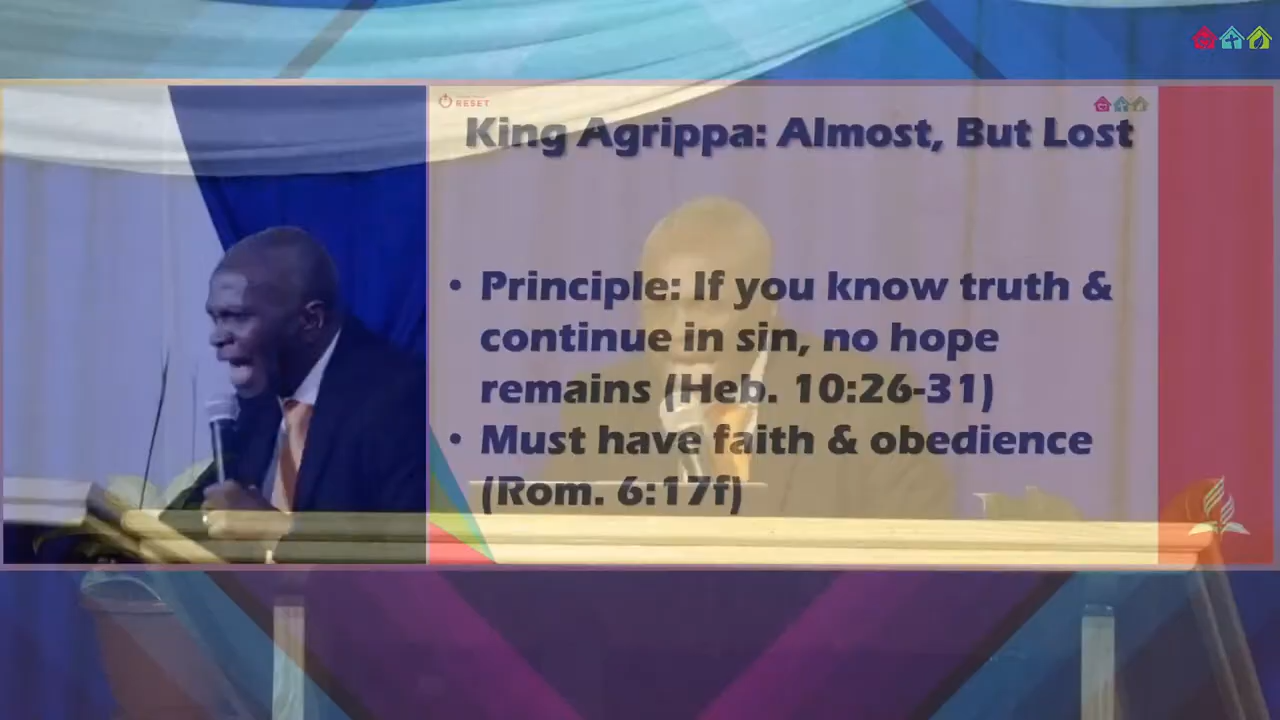 RESET
King Agrippa: Almost, But Lost
• Principle: If you know truth &
continue in sin, no hope
remains (Heb. 10:26-31)
• Must have faith & obedience
(Rom. 6:17f)